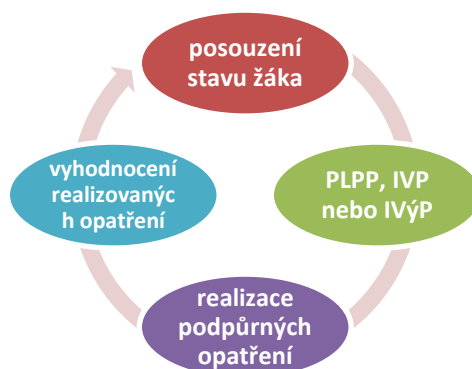 posouzení
stavu žáka
PLPP, IVP
nebo IVýP
realizace
podpůrných
opatření
vyhodnocení
realizovanýc
h opatření